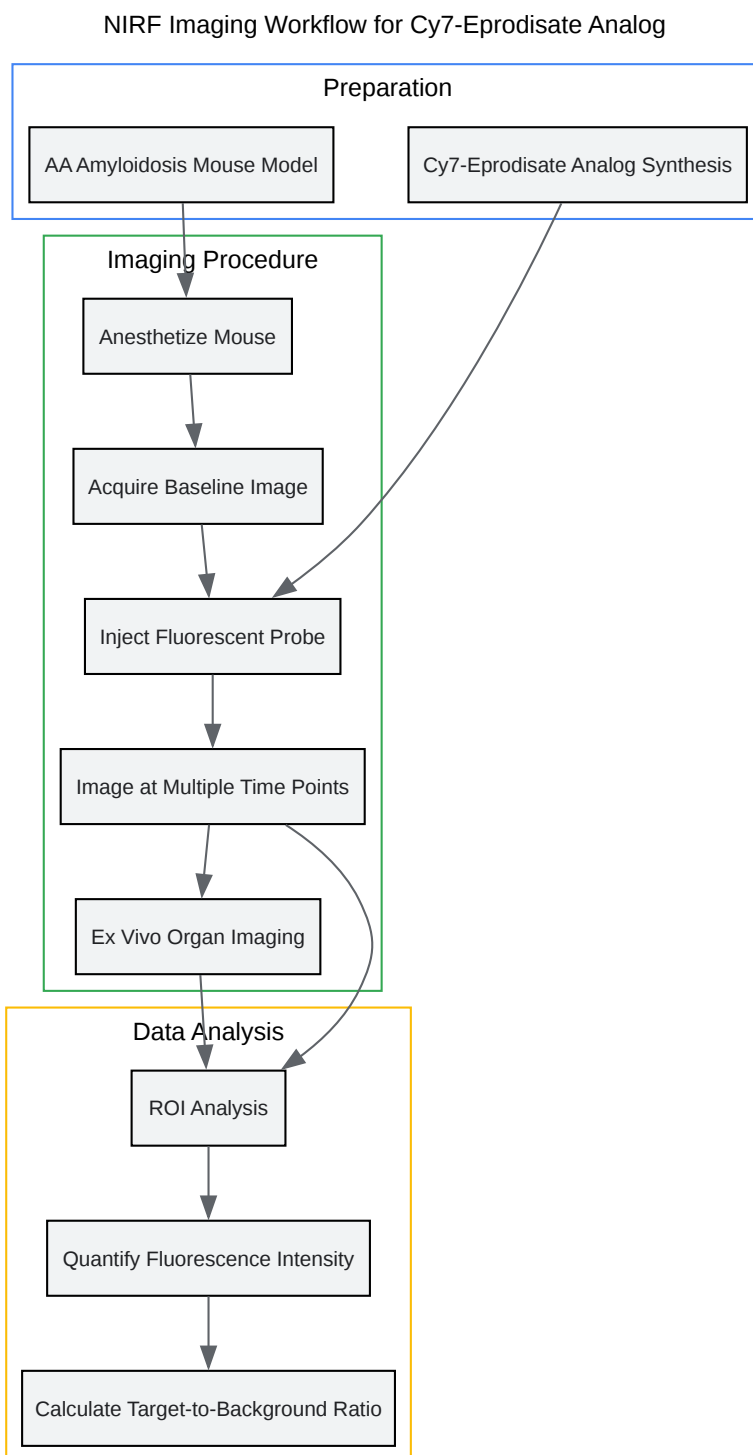 NIRF Imaging Workflow for Cy7-Eprodisate Analog
Preparation
AA Amyloidosis Mouse Model
Cy7-Eprodisate Analog Synthesis
Imaging Procedure
Anesthetize Mouse
Acquire Baseline Image
Inject Fluorescent Probe
Image at Multiple Time Points
Ex Vivo Organ Imaging
Data Analysis
ROI Analysis
Quantify Fluorescence Intensity
Calculate Target-to-Background Ratio